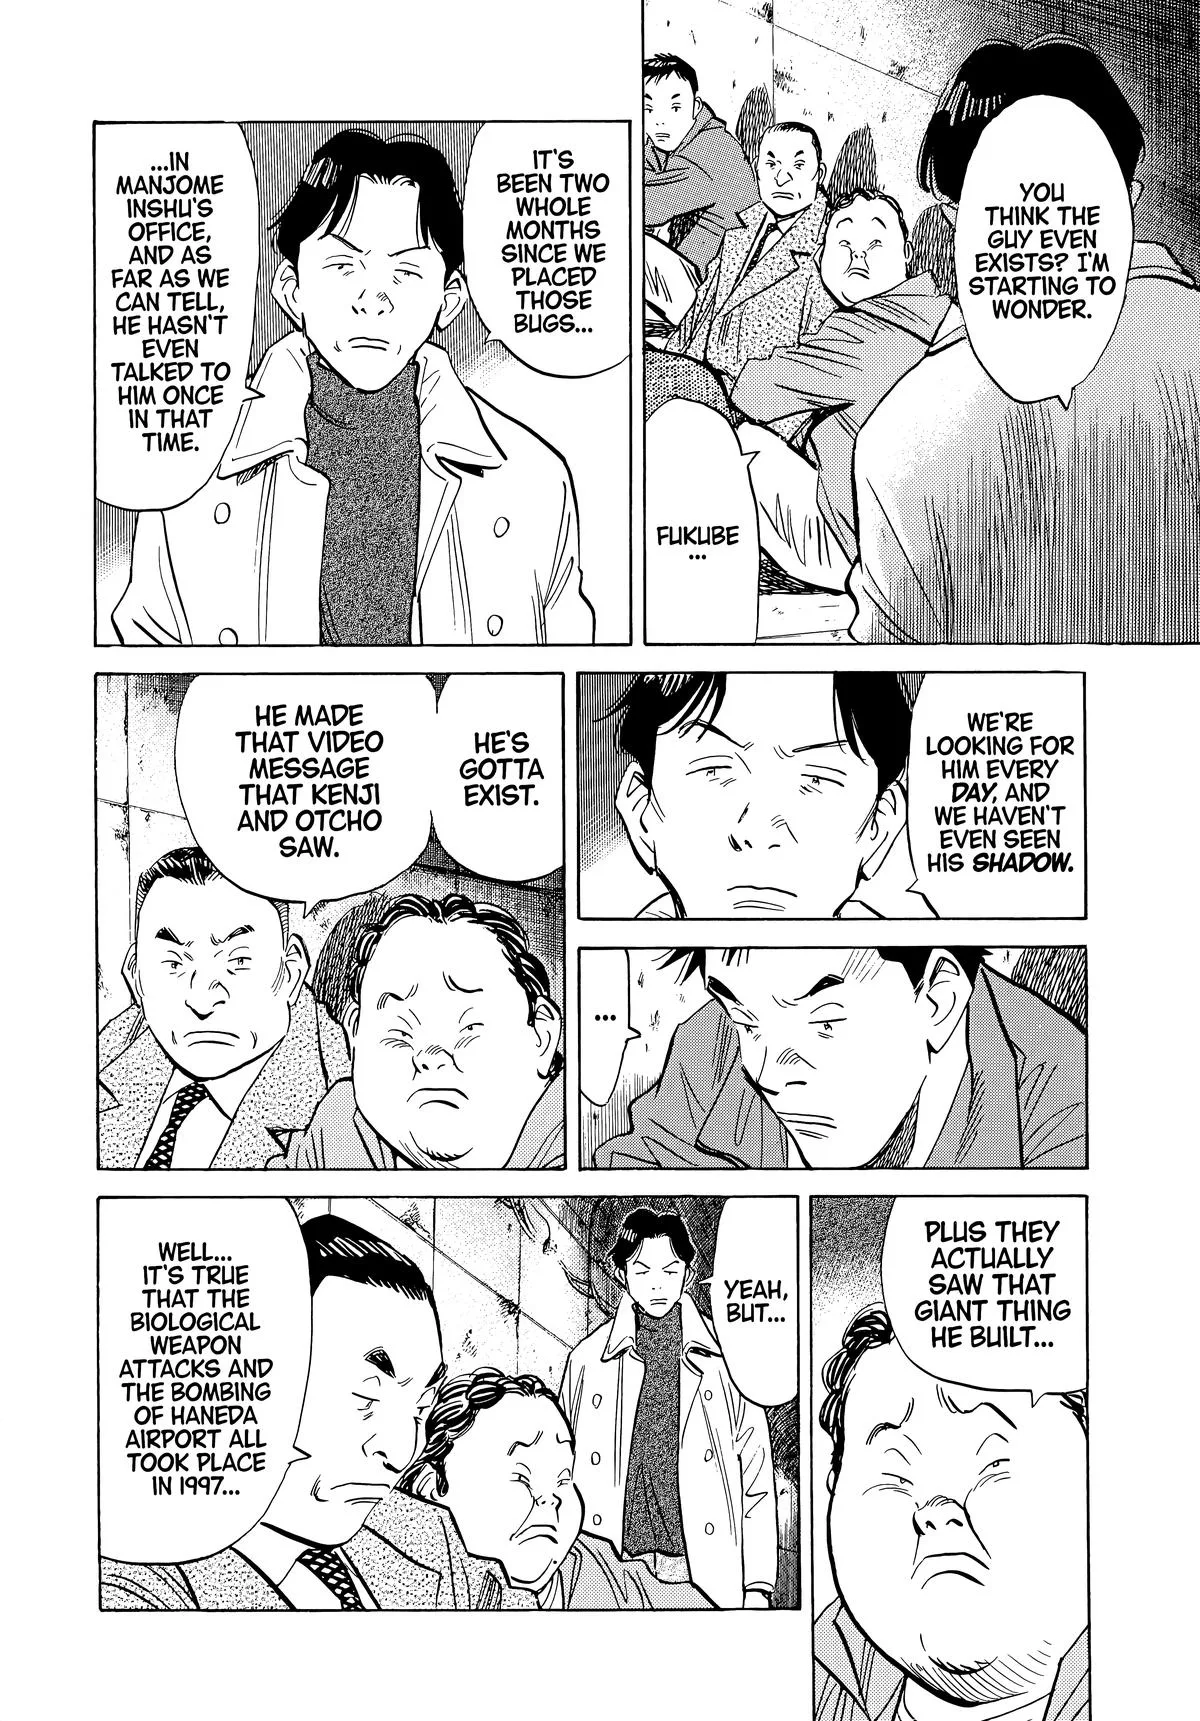 YOU
THINK THE
GUY EVEN
EXISTS? I'M
STARTING TO
WONDER.
FUKUBE
...
IT'S
BEEN TWO
WHOLE
MONTHS
SINCE WE
PLACED
THOSE
BUGS...
...IN
MANJOME
INSHU'S
OFFICE,
AND AS
FAR AS WE
CAN TELL,
HE HASN'T
EVEN
TALKED TO
HIM ONCE
IN THAT
TIME.
WE'RE
LOOKING FOR
HIM EVERY
DAY, AND
WE HAVEN'T
EVEN SEEN
HIS SHADOW.
...
HE'S
GOTTA
EXIST.
HE MADE
THAT VIDEO
MESSAGE
THAT KENJI
AND OTCHO
SAW.
PLUS THEY
ACTUALLY
SAW THAT
GIANT THING
HE BUILT...
YEAH,
BUT...
WELL...
IT'S TRUE
THAT THE
BIOLOGICAL
WEAPON
ATTACKS AND
THE BOMBING
OF HANEDA
AIRPORT ALL
TOOK PLACE
IN 1997...